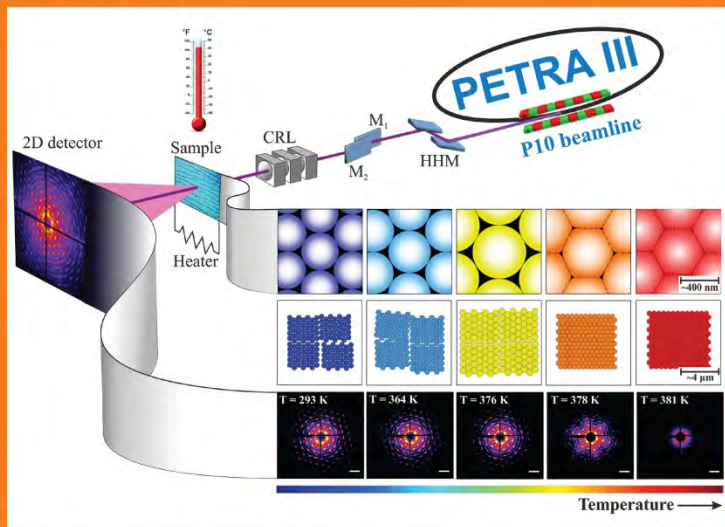 °F °C
PETRA III
P10 beamline
HHM
M₁
M₂
CRL
Sample
2D detector
Heater
~400 nm
~4 μm
T = 293 K T = 364 K T = 376 K T = 378 K T = 381 K
Temperature